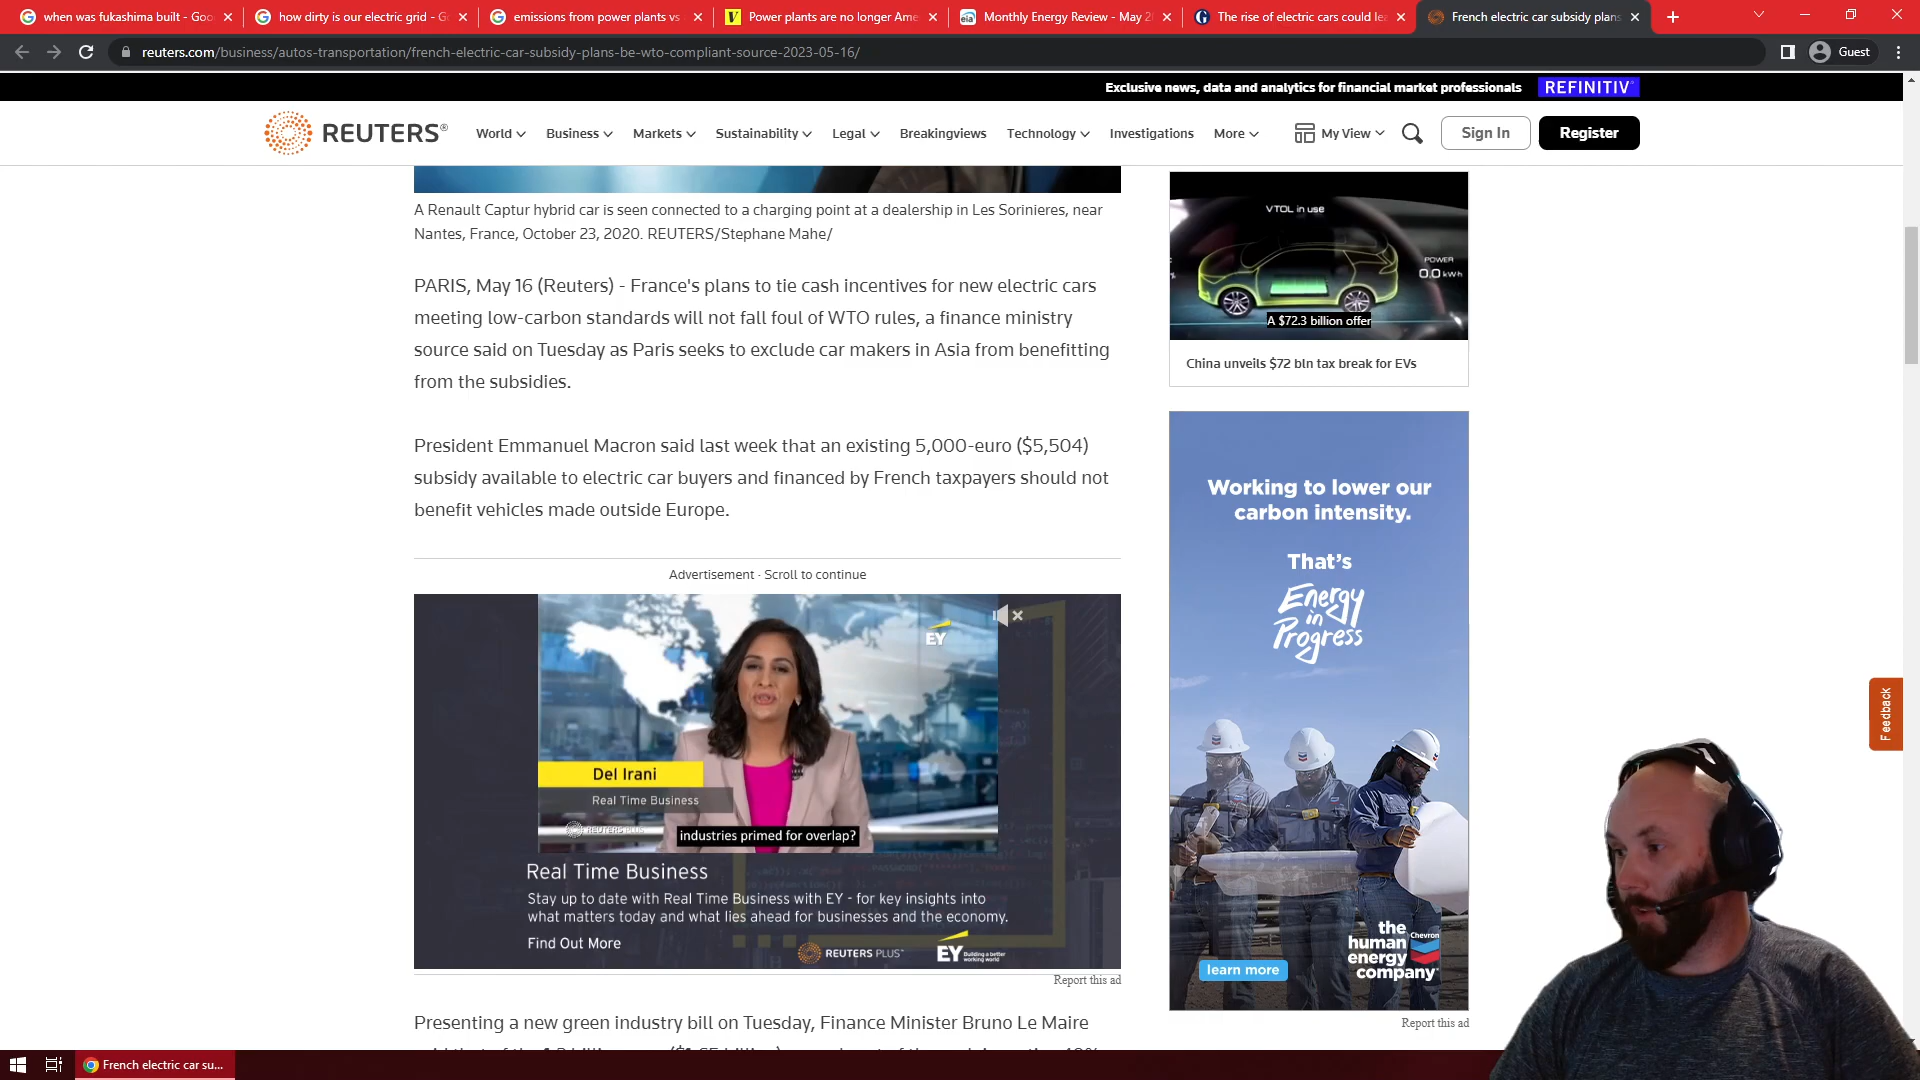 when was fukashima built - Goo
how dirty is our electric grid - Go
emissions from power plants vs
Power plants are no longer Ame
eia
Monthly Energy Review - May 2
The rise of electric cars could lea
French electric car subsidy plans
reuters.com/business/autos-transportation/french-electric-car-subsidy-plans-be-wto-compliant-source-2023-05-16/
Guest
Exclusive news, data and analytics for financial market professionals
REFINITIV
REUTERS®
World
Business
Markets
Sustainability
Legal
Breakingviews
Technology
Investigations
More
My View
Sign In
Register
A Renault Captur hybrid car is seen connected to a charging point at a dealership in Les Sorinieres, near
Nantes, France, October 23, 2020. REUTERS/Stephane Mahe/
PARIS, May 16 (Reuters) - France's plans to tie cash incentives for new electric cars
meeting low-carbon standards will not fall foul of WTO rules, a finance ministry
source said on Tuesday as Paris seeks to exclude car makers in Asia from benefitting
from the subsidies.
President Emmanuel Macron said last week that an existing 5,000-euro ($5,504)
subsidy available to electric car buyers and financed by French taxpayers should not
benefit vehicles made outside Europe.
Advertisement · Scroll to continue
EY
Del Irani
Real Time Business
REUTERS PLUS
industries primed for overlap?
Real Time Business
Stay up to date with Real Time Business with EY - for key insights into
what matters today and what lies ahead for businesses and the economy.
Find Out More
REUTERS PLUS™
EY
Building a better
working world
Report this ad
Presenting a new green industry bill on Tuesday, Finance Minister Bruno Le Maire
VTOL in use
POWER
0.0 kWh
A $72.3 billion offer
China unveils $72 bln tax break for EVs
Working to lower our
carbon intensity.
That's
Energy
in
Progress
the
human
energy
company®
Chevron
learn more
Report this ad
Feedback
French electric car su...